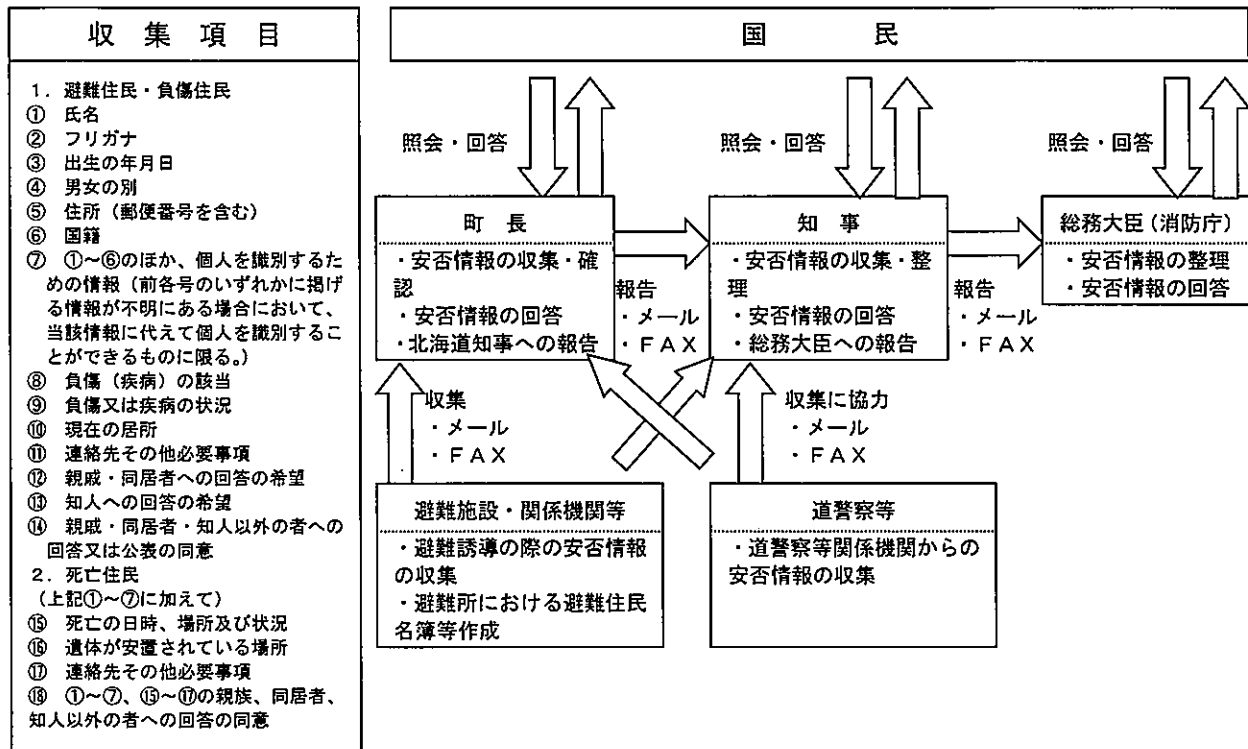 収集項目
1．避難住民・負傷住民
① 氏名
② フリガナ
③ 出生の年月日
④ 男女の別
⑤ 住所（郵便番号を含む）
⑥ 国籍
⑦ ①～⑥のほか、個人を識別するた
めの情報（前各号のいずれかに掲げ
る情報が不明にある場合において、
当該情報に代えて個人を識別するこ
とができるものに限る。）
⑧ 負傷（疾病）の該当
⑨ 負傷又は疾病の状況
⑩ 現在の居所
⑪ 連絡先その他必要事項
⑫ 親戚・同居者への回答の希望
⑬ 知人への回答の希望
⑭ 親戚・同居者・知人以外の者への
回答又は公表の同意
2．死亡住民
（上記①～⑦に加えて）
⑮ 死亡の日時、場所及び状況
⑯ 遺体が安置されている場所
⑰ 連絡先その他必要事項
⑱ ①～⑦、⑮～⑰の親族、同居者、
知人以外の者への回答の同意
国民
照会・回答
照会・回答
照会・回答
町長
・安否情報の収集・確
認
・安否情報の回答
・北海道知事への報告
報告
・メール
・ＦＡＸ
知事
・安否情報の収集・整
理
・安否情報の回答
・総務大臣への報告
報告
・メール
・ＦＡＸ
総務大臣（消防庁）
・安否情報の整理
・安否情報の回答
収集
・メール
・ＦＡＸ
収集に協力
・メール
・ＦＡＸ
避難施設・関係機関等
・避難誘導の際の安否情報
の収集
・避難所における避難住民
名簿等作成
道警察等
・道警察等関係機関からの
安否情報の収集